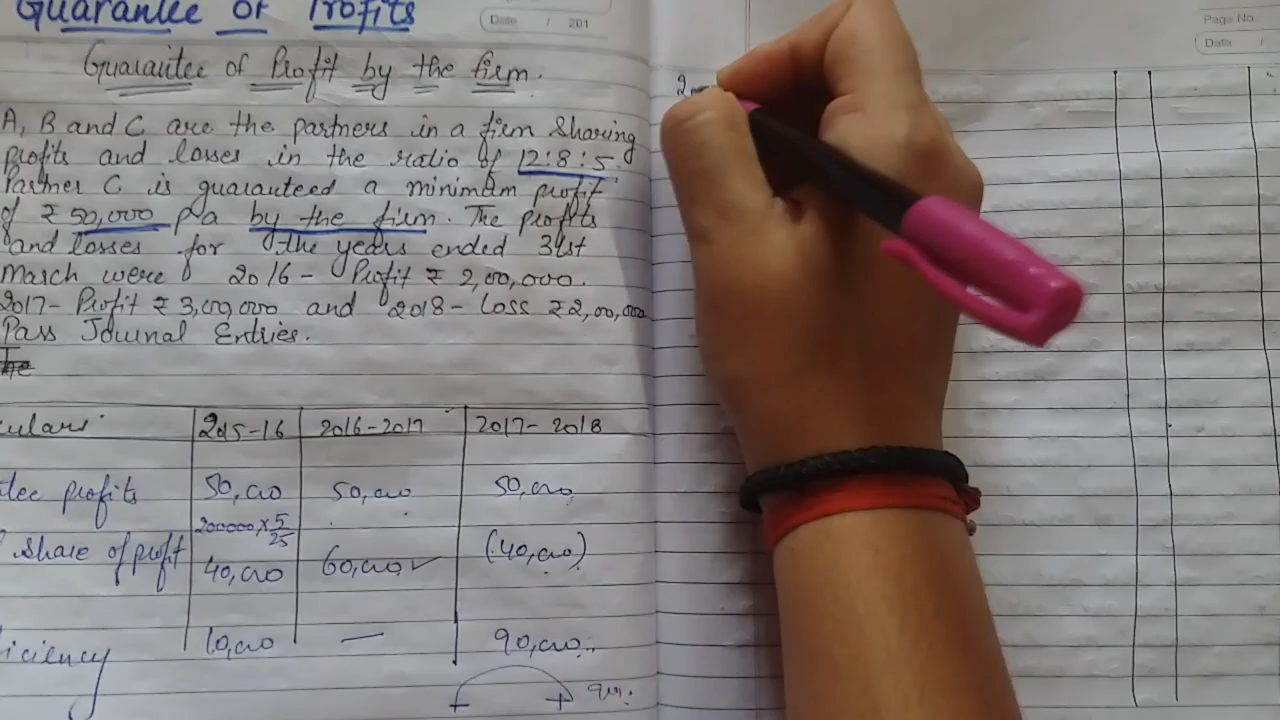 Guarantee of Profits
Date / 201
Guarantee of Profit by the firm.
A, B and C are the partners in a firm sharing
profits and losses in the ratio of 12:8:5.
Partner C is guaranteed a minimum profit
of ₹ 50,000 p.a by the firm. The profits
and losses for the years ended 31st
March were 2016- Profit ₹ 2,00,000.
2017- Profit ₹ 3,00,000 and 2018- Loss ₹2,00,000
Pass Journal Entries.
The
culars 2015-16 2016-2017 2017-2018
tee profits 50,000 50,000 50,000
200000 x 5/25
Share of profit 40,000 60,000 ✓ (40,000)
iciency 10,000 — 90,000
Page No
Date /